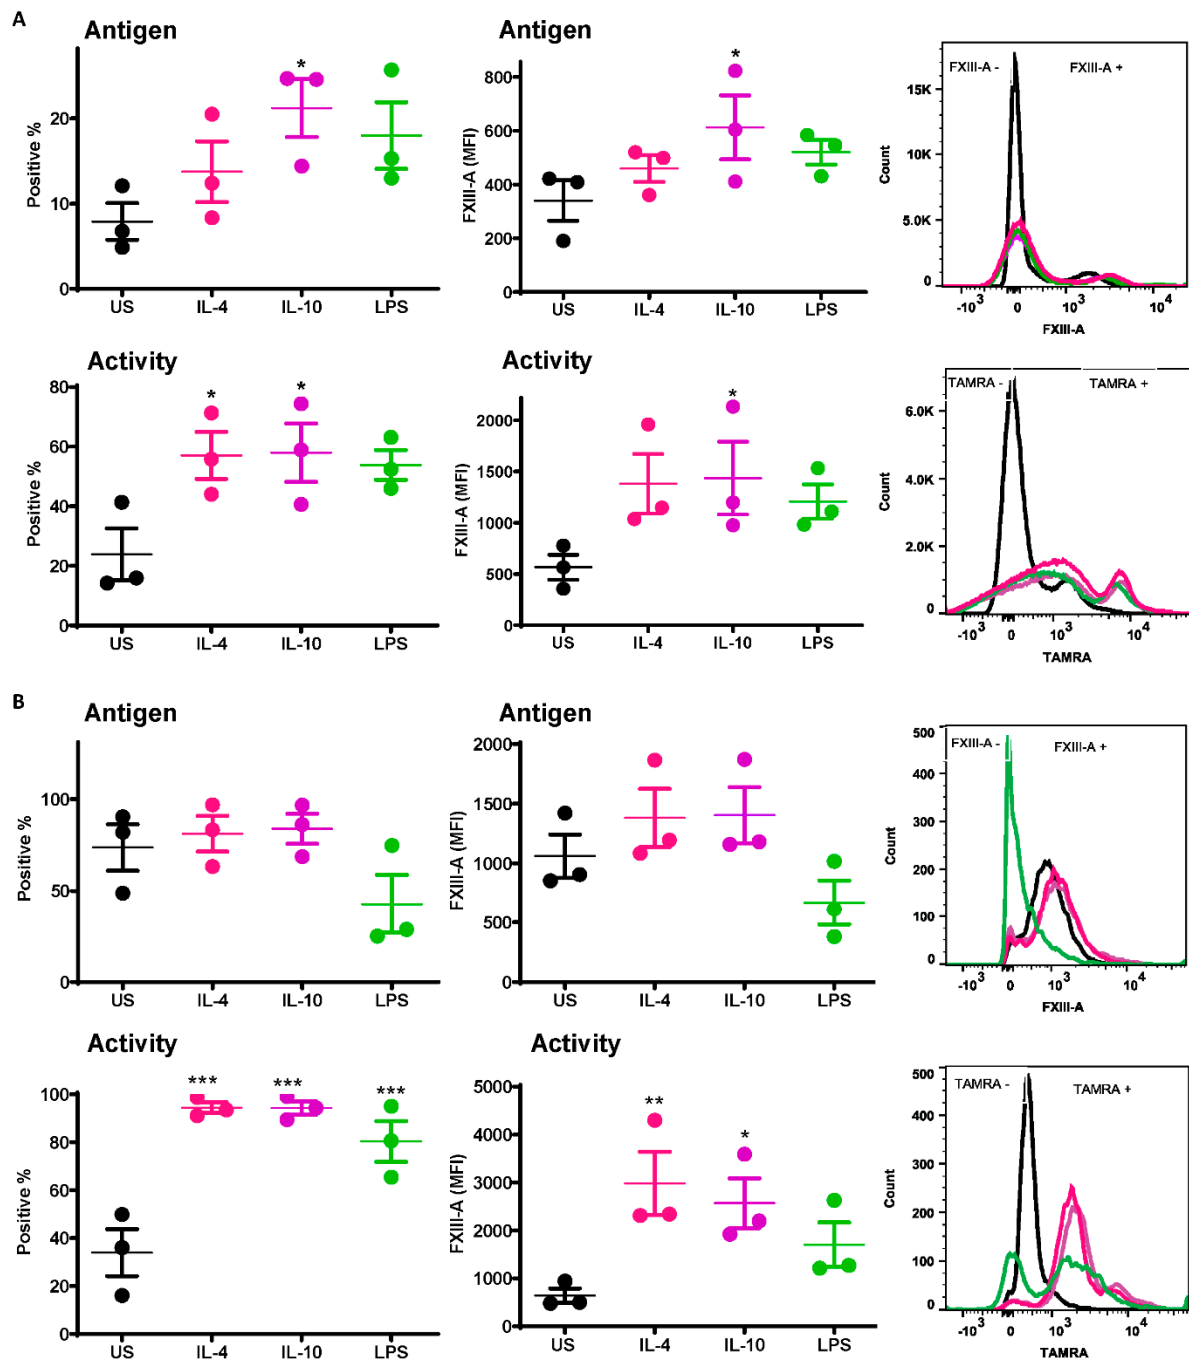 A
Antigen
Positive %
20
10
0
US IL-4 IL-10 LPS
*
Antigen
FXIII-A (MFI)
800
600
400
200
0
US IL-4 IL-10 LPS
*
FXIII-A - FXIII-A +
Count
15K
10K
5.0K
0
-10³ 0 10³ 10⁴
FXIII-A
Activity
Positive %
80
60
40
20
0
US IL-4 IL-10 LPS
* *
Activity
FXIII-A (MFI)
2000
1500
1000
500
0
US IL-4 IL-10 LPS
*
TAMRA - TAMRA +
Count
6.0K
4.0K
2.0K
0
-10³ 0 10³ 10⁴
TAMRA
B
Antigen
Positive %
100
50
0
US IL-4 IL-10 LPS
Antigen
FXIII-A (MFI)
2000
1500
1000
500
0
US IL-4 IL-10 LPS
FXIII-A - FXIII-A +
Count
500
400
300
200
100
0
-10³ 0 10³ 10⁴
FXIII-A
Activity
Positive %
100
80
60
40
20
0
US IL-4 IL-10 LPS
*** *** ***
Activity
FXIII-A (MFI)
5000
4000
3000
2000
1000
0
US IL-4 IL-10 LPS
** *
TAMRA - TAMRA +
Count
500
400
300
200
100
0
-10³ 0 10³ 10⁴
TAMRA